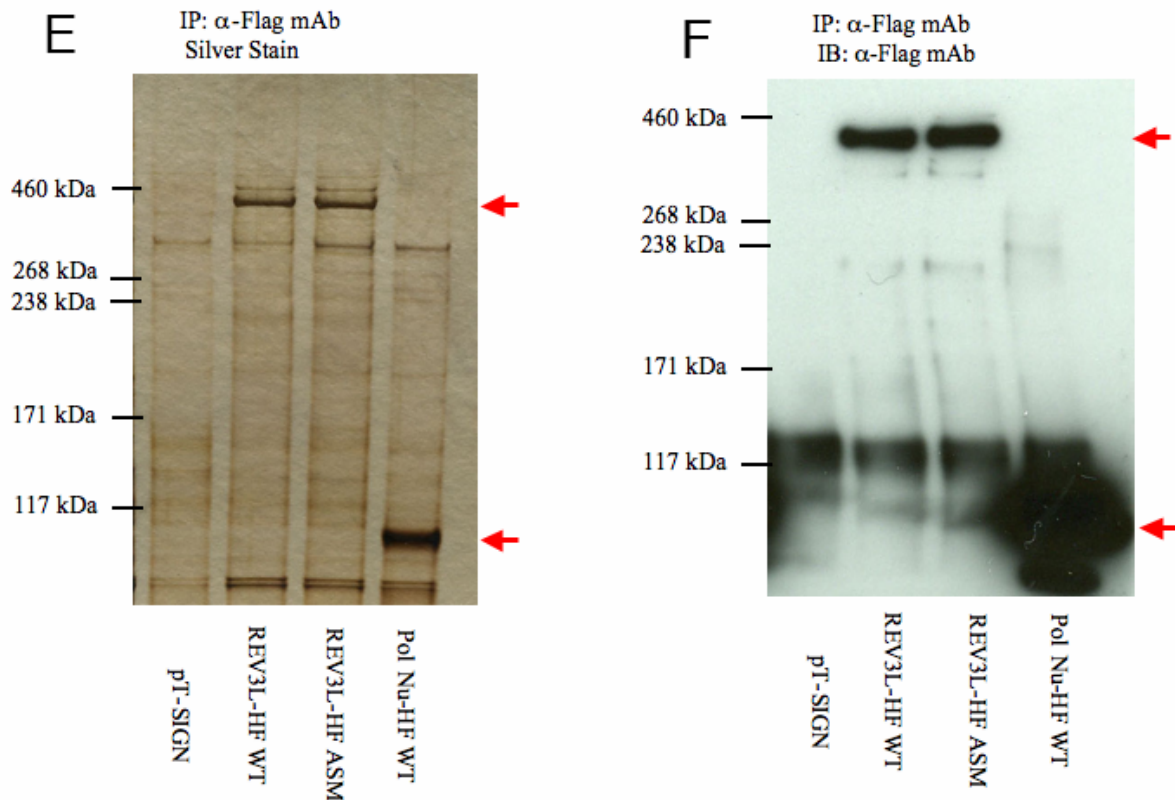 E
IP: α-Flag mAb
Silver Stain
460 kDa
268 kDa
238 kDa
171 kDa
117 kDa
pT-SIGN
REV3L-HF WT
REV3L-HF ASM
Pol Nu-HF WT
F
IP: α-Flag mAb
IB: α-Flag mAb
460 kDa
268 kDa
238 kDa
171 kDa
117 kDa
pT-SIGN
REV3L-HF WT
REV3L-HF ASM
Pol Nu-HF WT